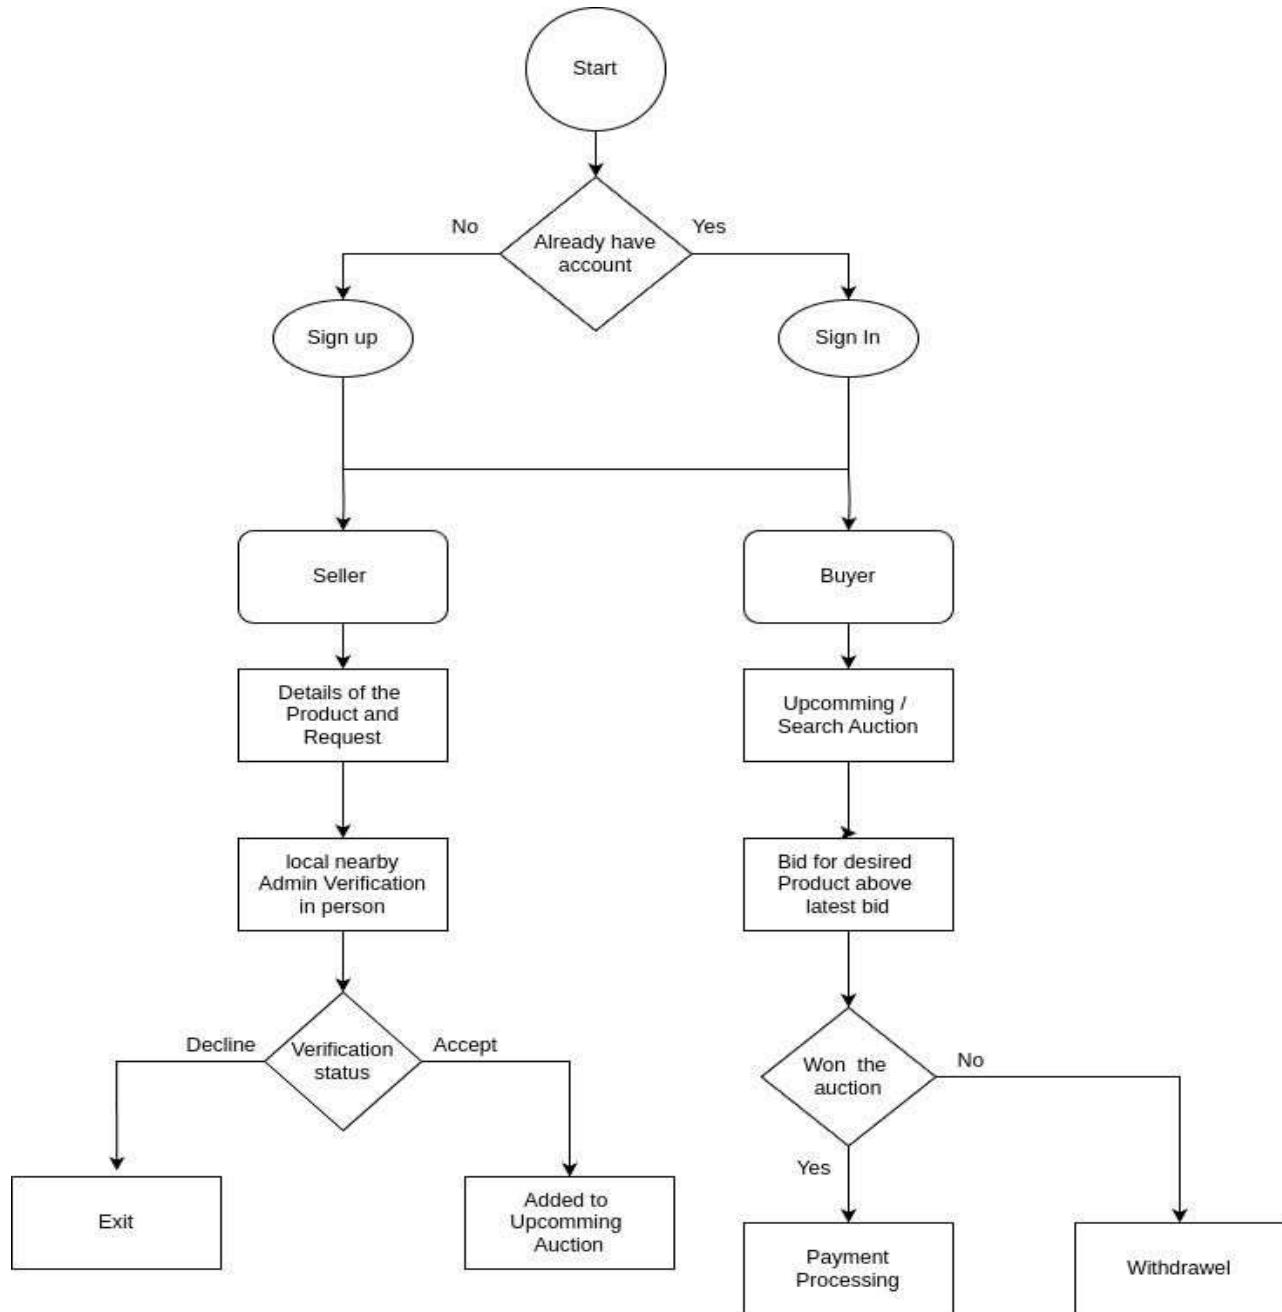 Start
No
Yes
Already have
account
Sign up
Sign In
Seller
Buyer
Details of the
Product and
Request
Upcomming /
Search Auction
local nearby
Admin Verification
in person
Bid for desired
Product above
latest bid
Decline
Verification
status
Accept
Won the
auction
No
Yes
Exit
Added to
Upcomming
Auction
Payment
Processing
Withdrawel